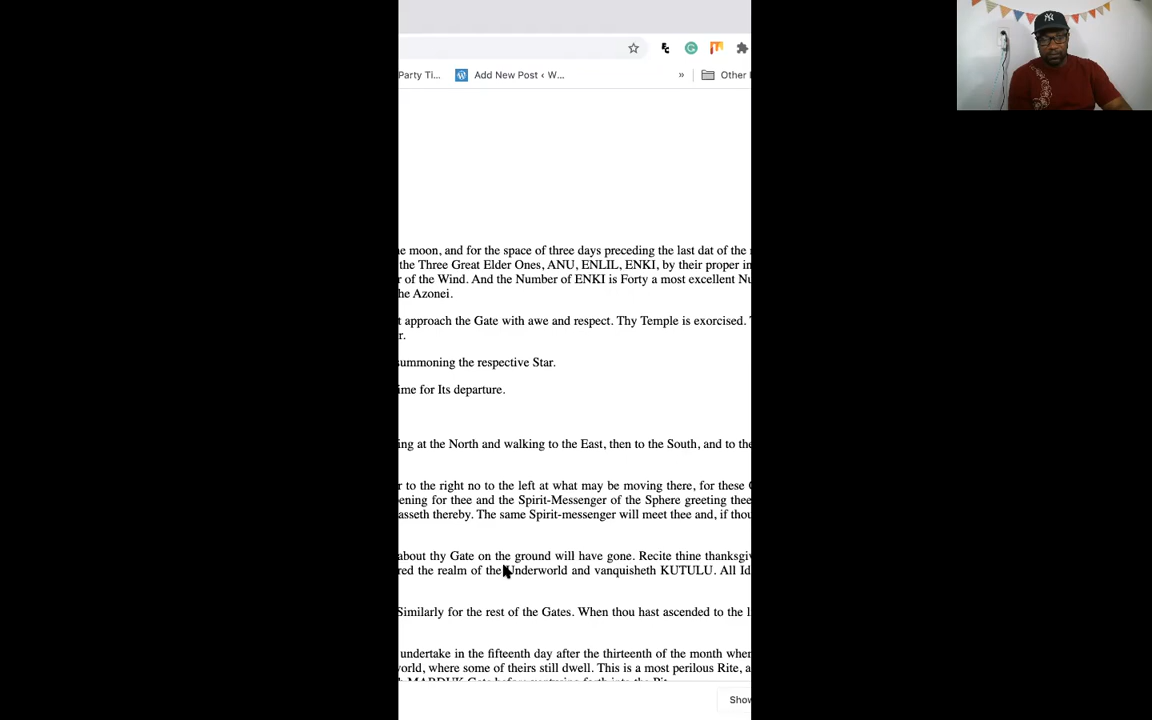 Party Ti...
Add New Post ‹ W...
»
Other
e moon, and for the space of three days preceding the last dat of the
the Three Great Elder Ones, ANU, ENLIL, ENKI, by their proper in
r of the Wind. And the Number of ENKI is Forty a most excellent Nu
he Azonei.
t approach the Gate with awe and respect. Thy Temple is exorcised.
r.
summoning the respective Star.
ime for Its departure.
ing at the North and walking to the East, then to the South, and to the
r to the right no to the left at what may be moving there, for these
ening for thee and the Spirit-Messenger of the Sphere greeting thee
asseth thereby. The same Spirit-messenger will meet thee and, if thou
about thy Gate on the ground will have gone. Recite thine thanksgiv
red the realm of the Underworld and vanquisheth KUTULU. All Id
Similarly for the rest of the Gates. When thou hast ascended to the l
undertake in the fifteenth day after the thirteenth of the month when
world, where some of theirs still dwell. This is a most perilous Rite, a
Show